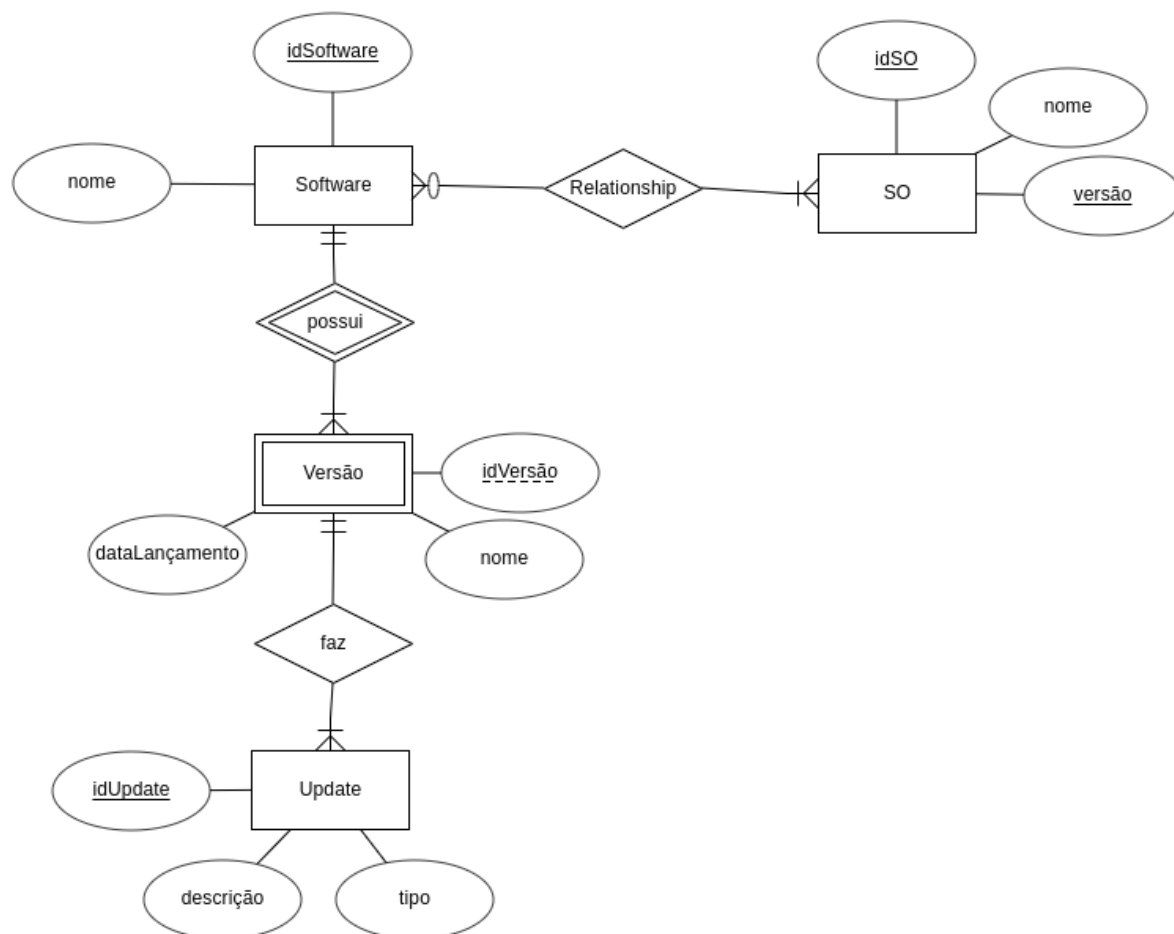 idSoftware
idSO
nome
nome
Software
Relationship
SO
versão
possui
Versão
idVersão
dataLançamento
nome
faz
idUpdate
Update
descrição
tipo